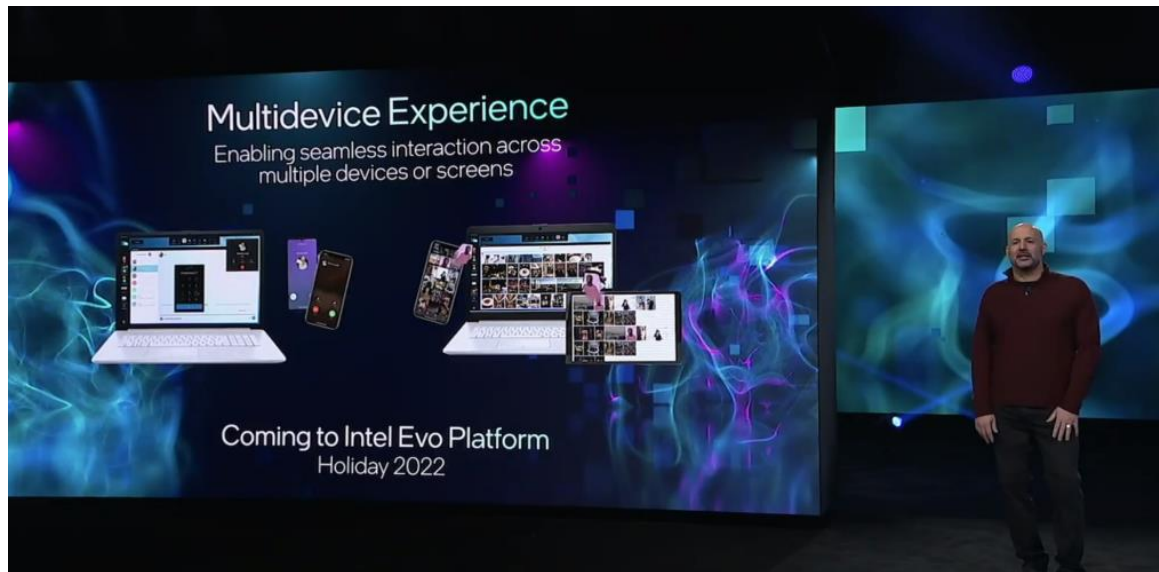 Multidevice Experience
Enabling seamless interaction across
multiple devices or screens
Coming to Intel Evo Platform
Holiday 2022